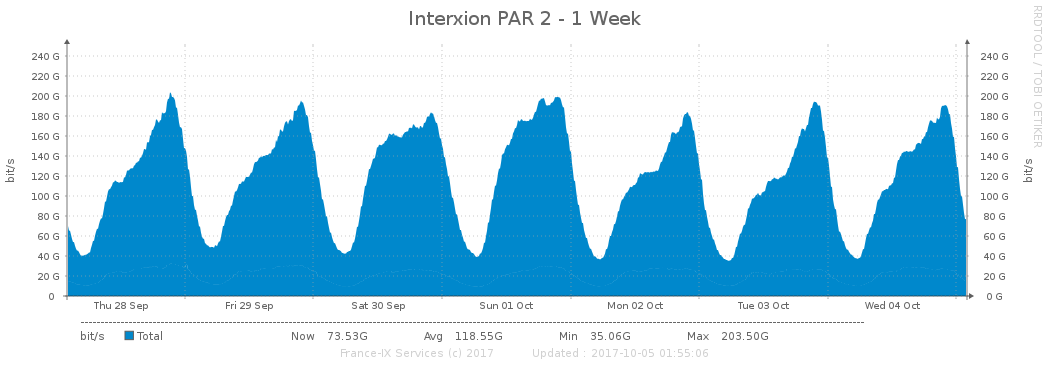 Interxion PAR 2 - 1 Week
RRDTOOL / TOBI OETIKER
bit/s
240 G 240 G
220 G 220 G
200 G 200 G
180 G 180 G
160 G 160 G
140 G 140 G
120 G 120 G
100 G 100 G
80 G 80 G
60 G 60 G
40 G 40 G
20 G 20 G
0 0 G
bit/s
Thu 28 Sep Fri 29 Sep Sat 30 Sep Sun 01 Oct Mon 02 Oct Tue 03 Oct Wed 04 Oct
bit/s Total Now 73.53G Avg 118.55G Min 35.06G Max 203.50G
France-IX Services (c) 2017 Updated : 2017-10-05 01:55:06